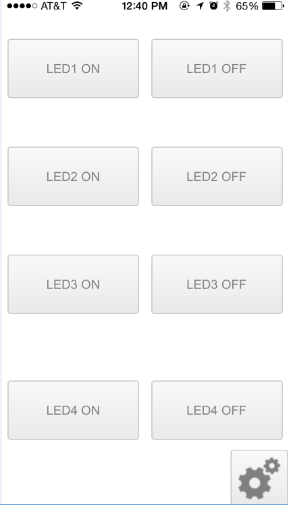 AT&T 12:40 PM 65%
LED1 ON LED1 OFF
LED2 ON LED2 OFF
LED3 ON LED3 OFF
LED4 ON LED4 OFF